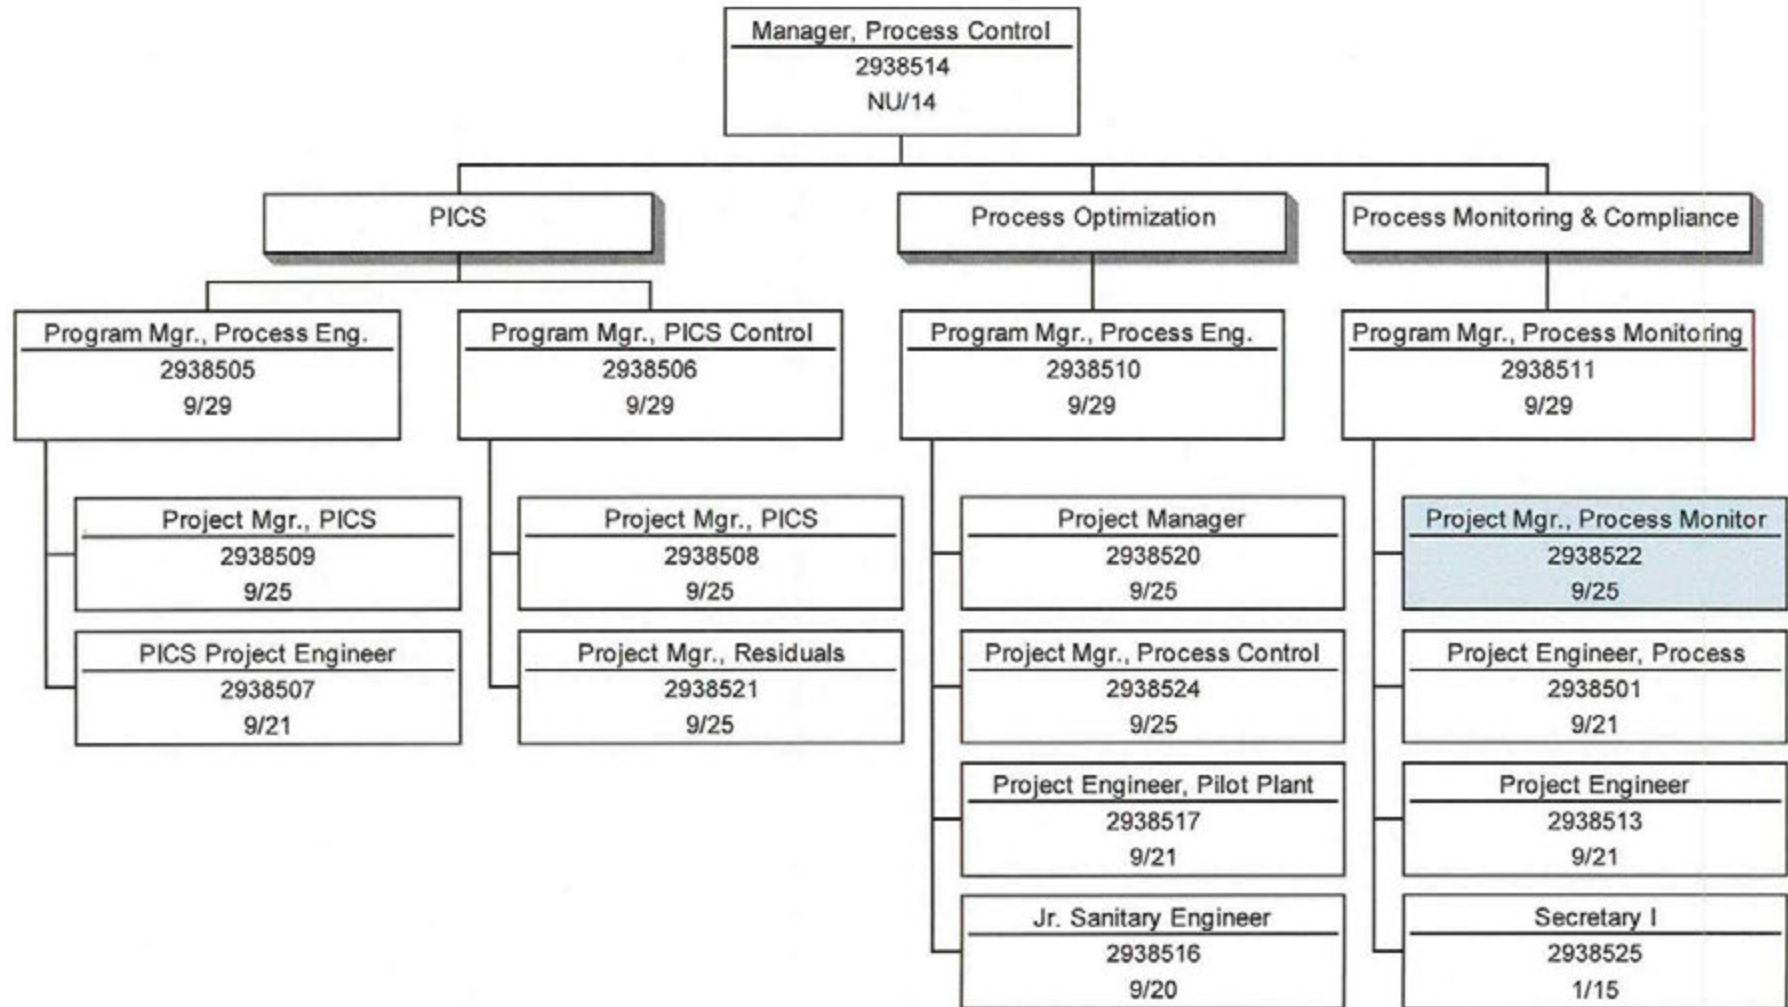 Manager, Process Control
2938514
NU/14
PICS
Process Optimization
Process Monitoring & Compliance
Program Mgr., Process Eng.
2938505
9/29
Program Mgr., PICS Control
2938506
9/29
Program Mgr., Process Eng.
2938510
9/29
Program Mgr., Process Monitoring
2938511
9/29
Project Mgr., PICS
2938509
9/25
PICS Project Engineer
2938507
9/21
Project Mgr., PICS
2938508
9/25
Project Mgr., Residuals
2938521
9/25
Project Manager
2938520
9/25
Project Mgr., Process Control
2938524
9/25
Project Engineer, Pilot Plant
2938517
9/21
Jr. Sanitary Engineer
2938516
9/20
Project Mgr., Process Monitor
2938522
9/25
Project Engineer, Process
2938501
9/21
Project Engineer
2938513
9/21
Secretary I
2938525
1/15